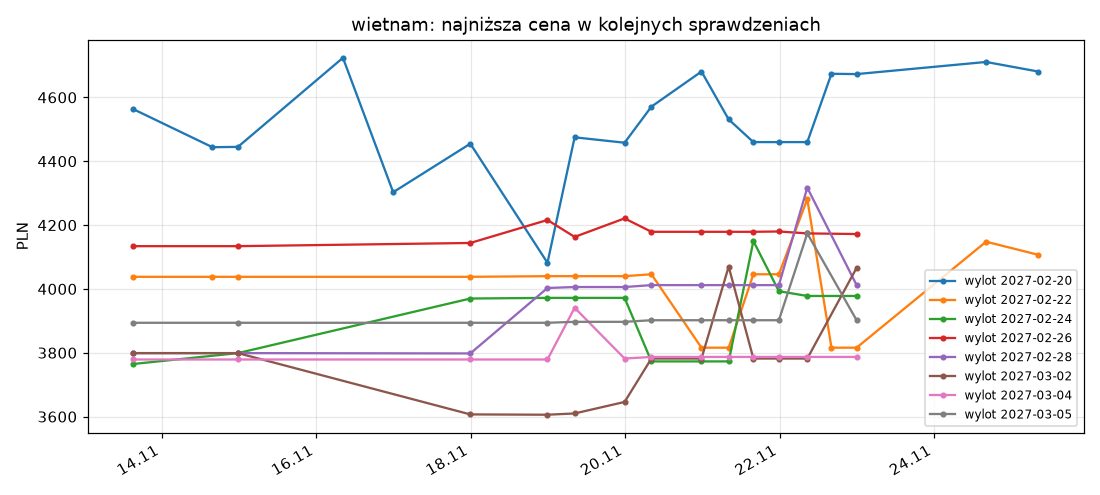 wietnam: najniższa cena w kolejnych sprawdzeniach
PLN
4600
4400
4200
4000
3800
3600
14.11
16.11
18.11
20.11
22.11
24.11
wylot 2027-02-20
wylot 2027-02-22
wylot 2027-02-24
wylot 2027-02-26
wylot 2027-02-28
wylot 2027-03-02
wylot 2027-03-04
wylot 2027-03-05